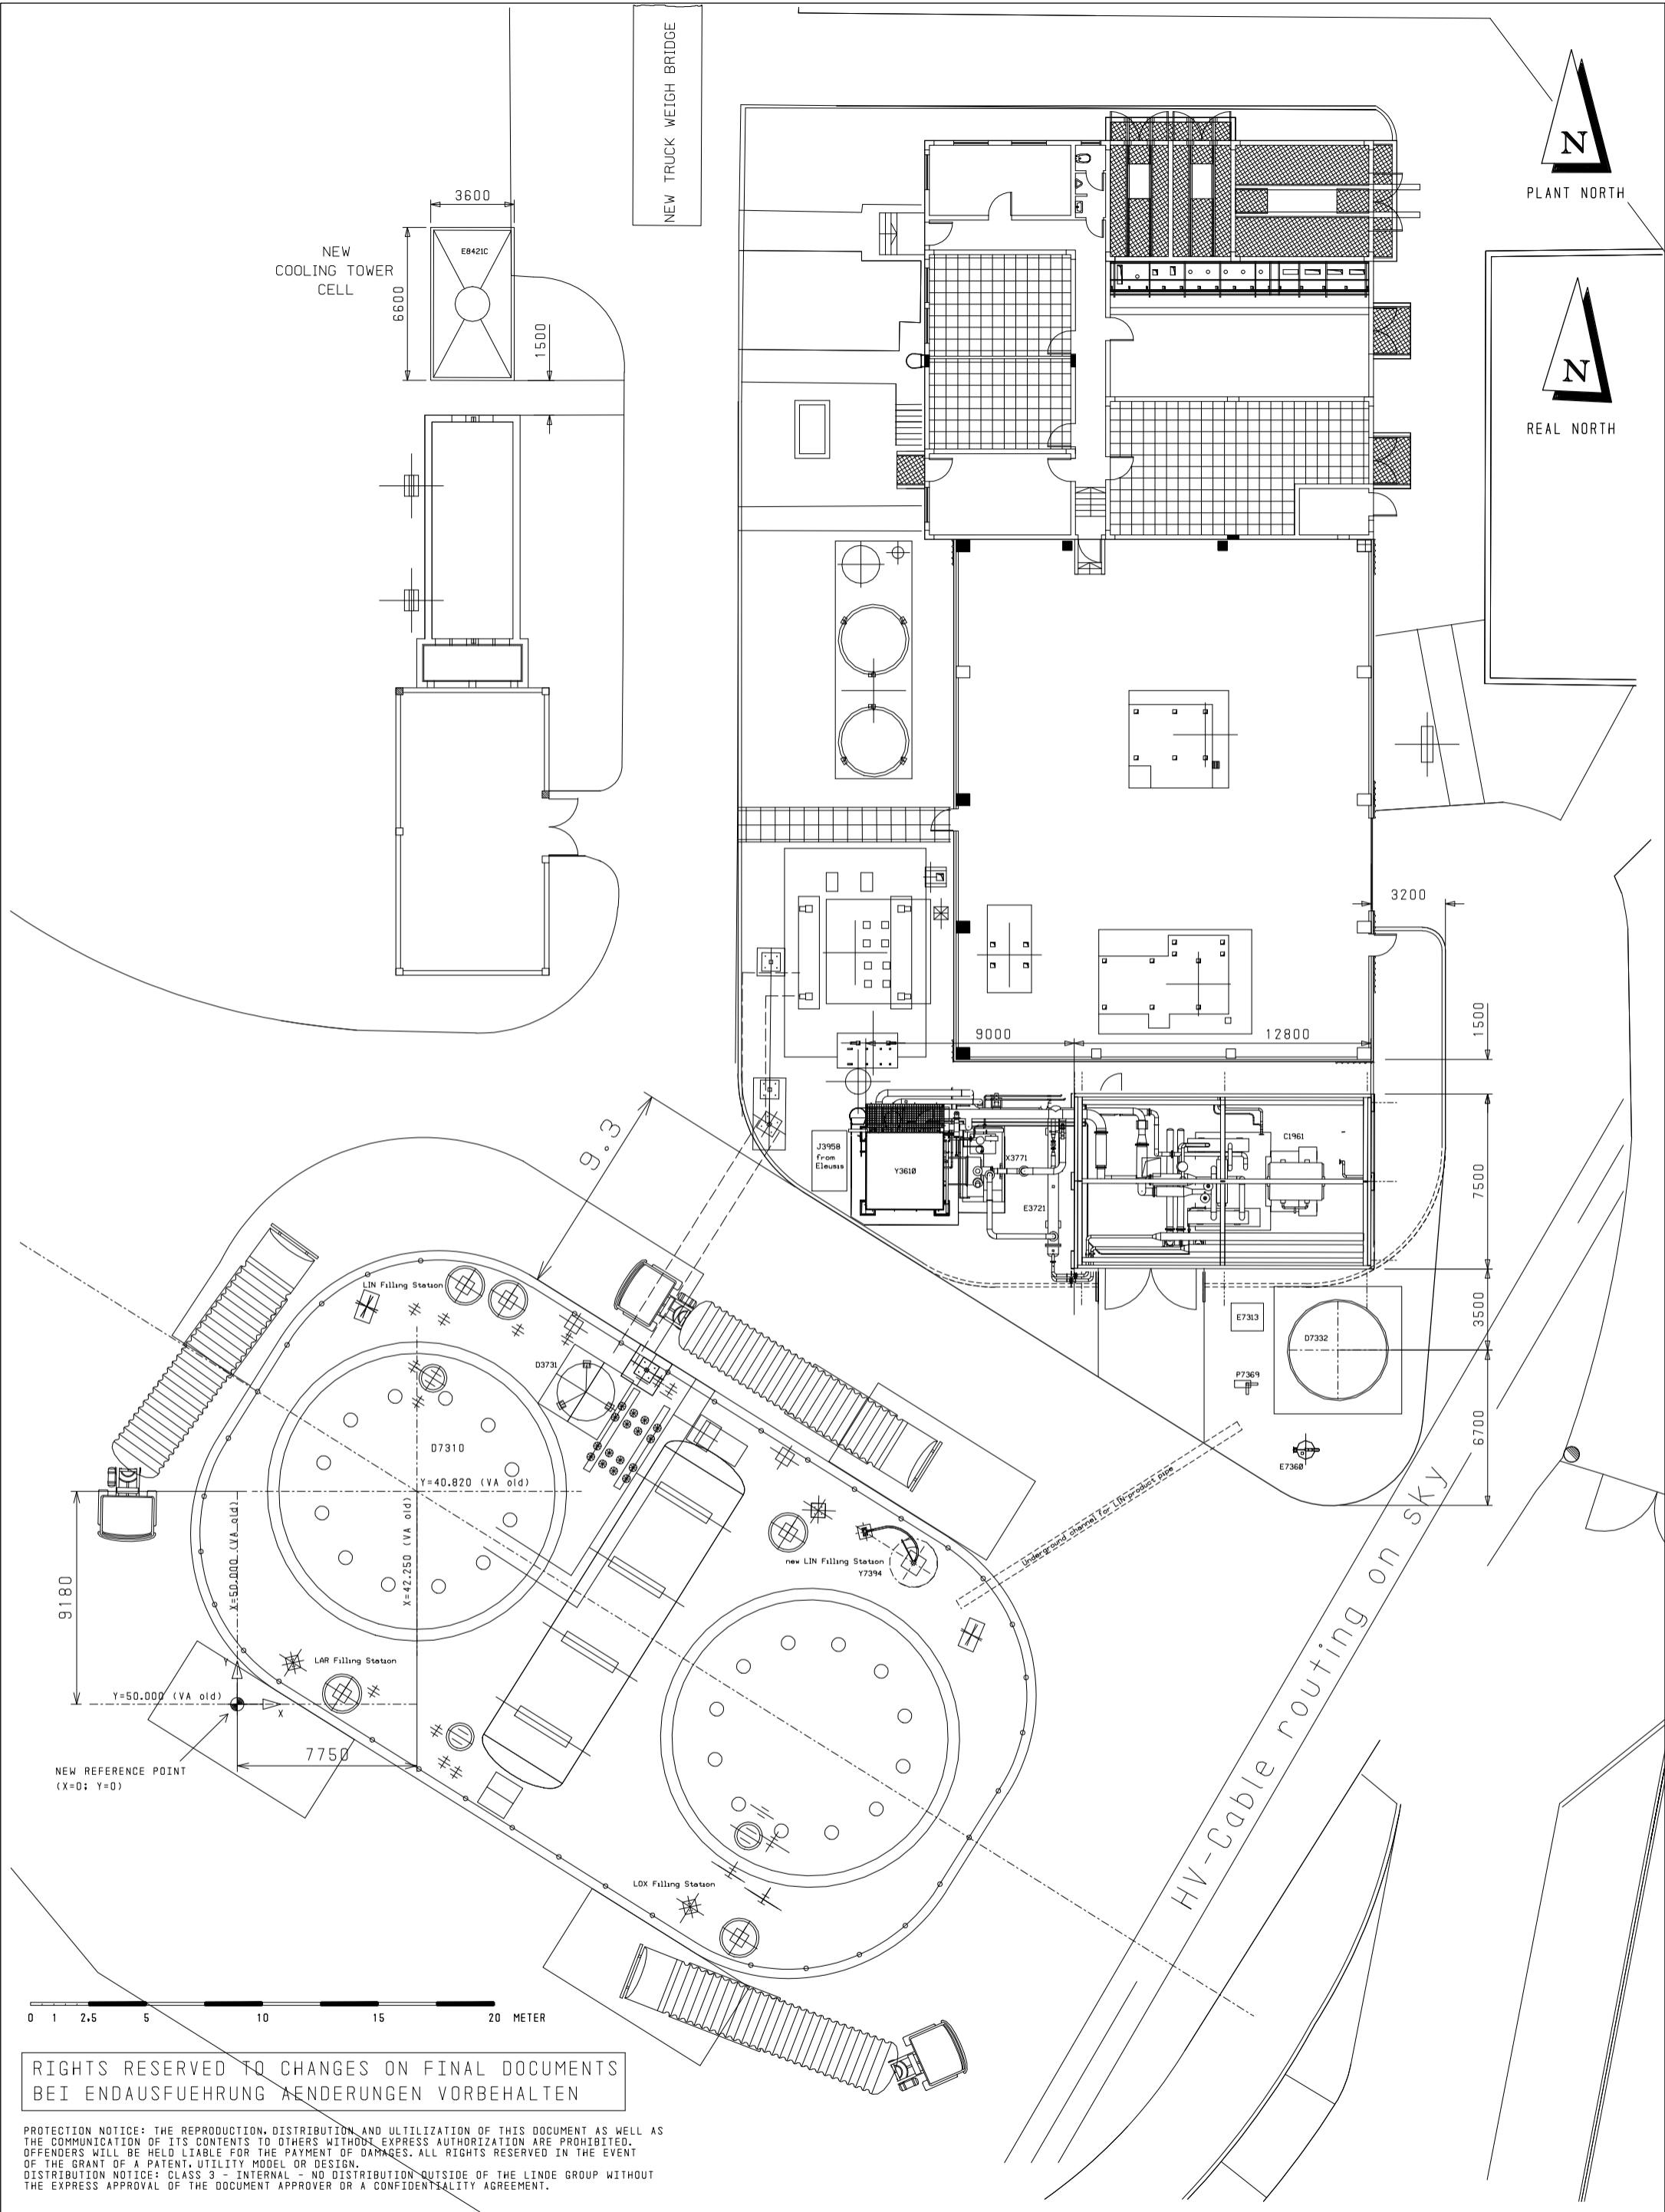 NEW TRUCK WEIGH BRIDGE
N
PLANT NORTH
N
REAL NORTH
3600
NEW
COOLING TOWER
CELL
E8421C
6600
1500
3200
9000
12800
1500
9.3
J3958
from
Eleusis
Y3610
X3771
E3721
C1961
7500
3500
6700
E7313
D7332
P7369
E7360
LIN Filling Station
D3731
D7310
Y=40.820 (VA old)
X=50.000 (VA old)
X=42.250 (VA old)
9180
new LIN Filling Station
Y7394
Underground channel for LIN-product pipe
LAR Filling Station
Y
Y=50.000 (VA old)
X
7750
NEW REFERENCE POINT
(X=0; Y=0)
LOX Filling Station
HV-Cable routing on sky
0 1 2.5 5 10 15 20 METER
RIGHTS RESERVED TO CHANGES ON FINAL DOCUMENTS
BEI ENDAUSFUEHRUNG AENDERUNGEN VORBEHALTEN
PROTECTION NOTICE: THE REPRODUCTION, DISTRIBUTION AND ULTILIZATION OF THIS DOCUMENT AS WELL AS
THE COMMUNICATION OF ITS CONTENTS TO OTHERS WITHOUT EXPRESS AUTHORIZATION ARE PROHIBITED.
OFFENDERS WILL BE HELD LIABLE FOR THE PAYMENT OF DAMAGES. ALL RIGHTS RESERVED IN THE EVENT
OF THE GRANT OF A PATENT, UTILITY MODEL OR DESIGN.
DISTRIBUTION NOTICE: CLASS 3 - INTERNAL - NO DISTRIBUTION OUTSIDE OF THE LINDE GROUP WITHOUT
THE EXPRESS APPROVAL OF THE DOCUMENT APPROVER OR A CONFIDENTIALITY AGREEMENT.